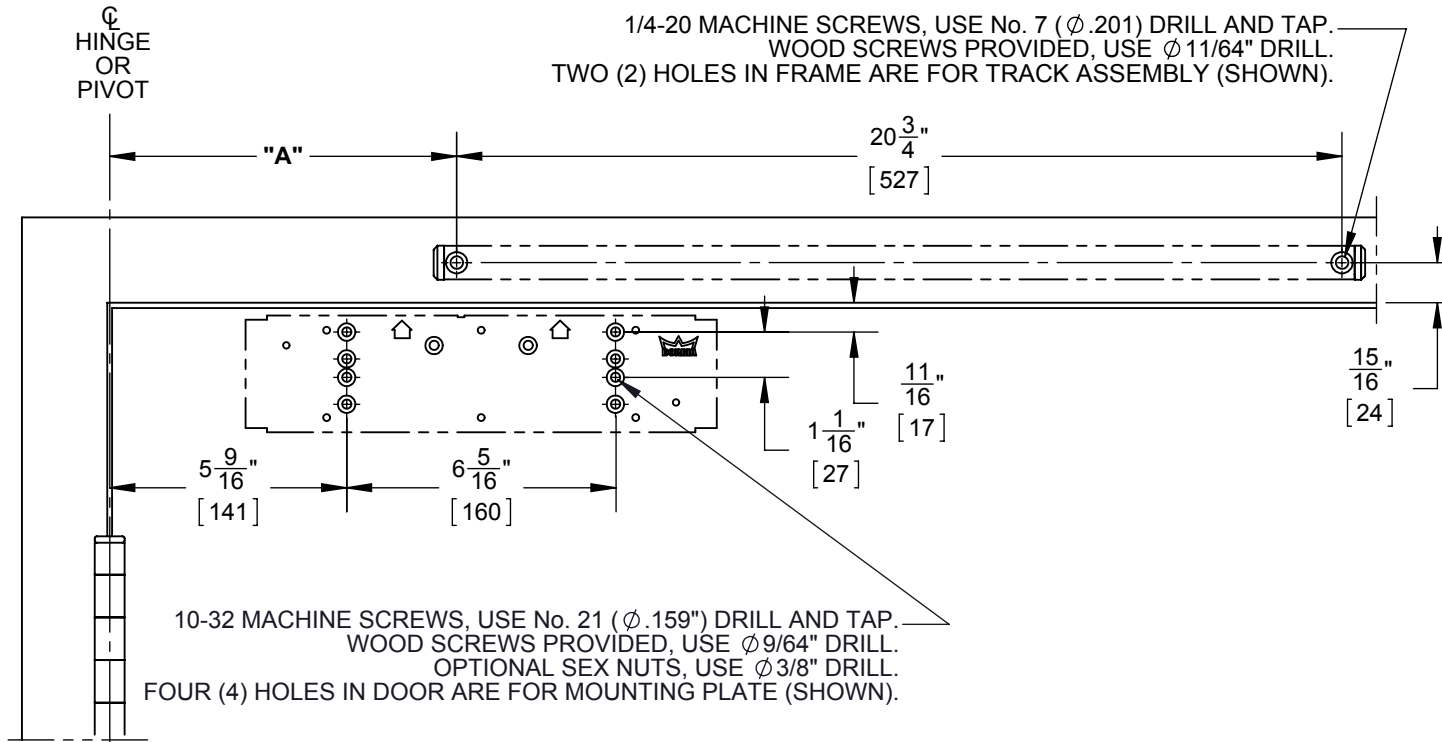 ℄
HINGE
OR
PIVOT
1/4-20 MACHINE SCREWS, USE No. 7 (∅.201) DRILL AND TAP.
WOOD SCREWS PROVIDED, USE ∅11/64" DRILL.
TWO (2) HOLES IN FRAME ARE FOR TRACK ASSEMBLY (SHOWN).
"A"
20 3/4"
[527]
DORMA
15/16"
[24]
11/16"
[17]
1 1/16"
[27]
5 9/16"
[141]
6 5/16"
[160]
10-32 MACHINE SCREWS, USE No. 21 (∅.159") DRILL AND TAP.
WOOD SCREWS PROVIDED, USE ∅9/64" DRILL.
OPTIONAL SEX NUTS, USE ∅3/8" DRILL.
FOUR (4) HOLES IN DOOR ARE FOR MOUNTING PLATE (SHOWN).